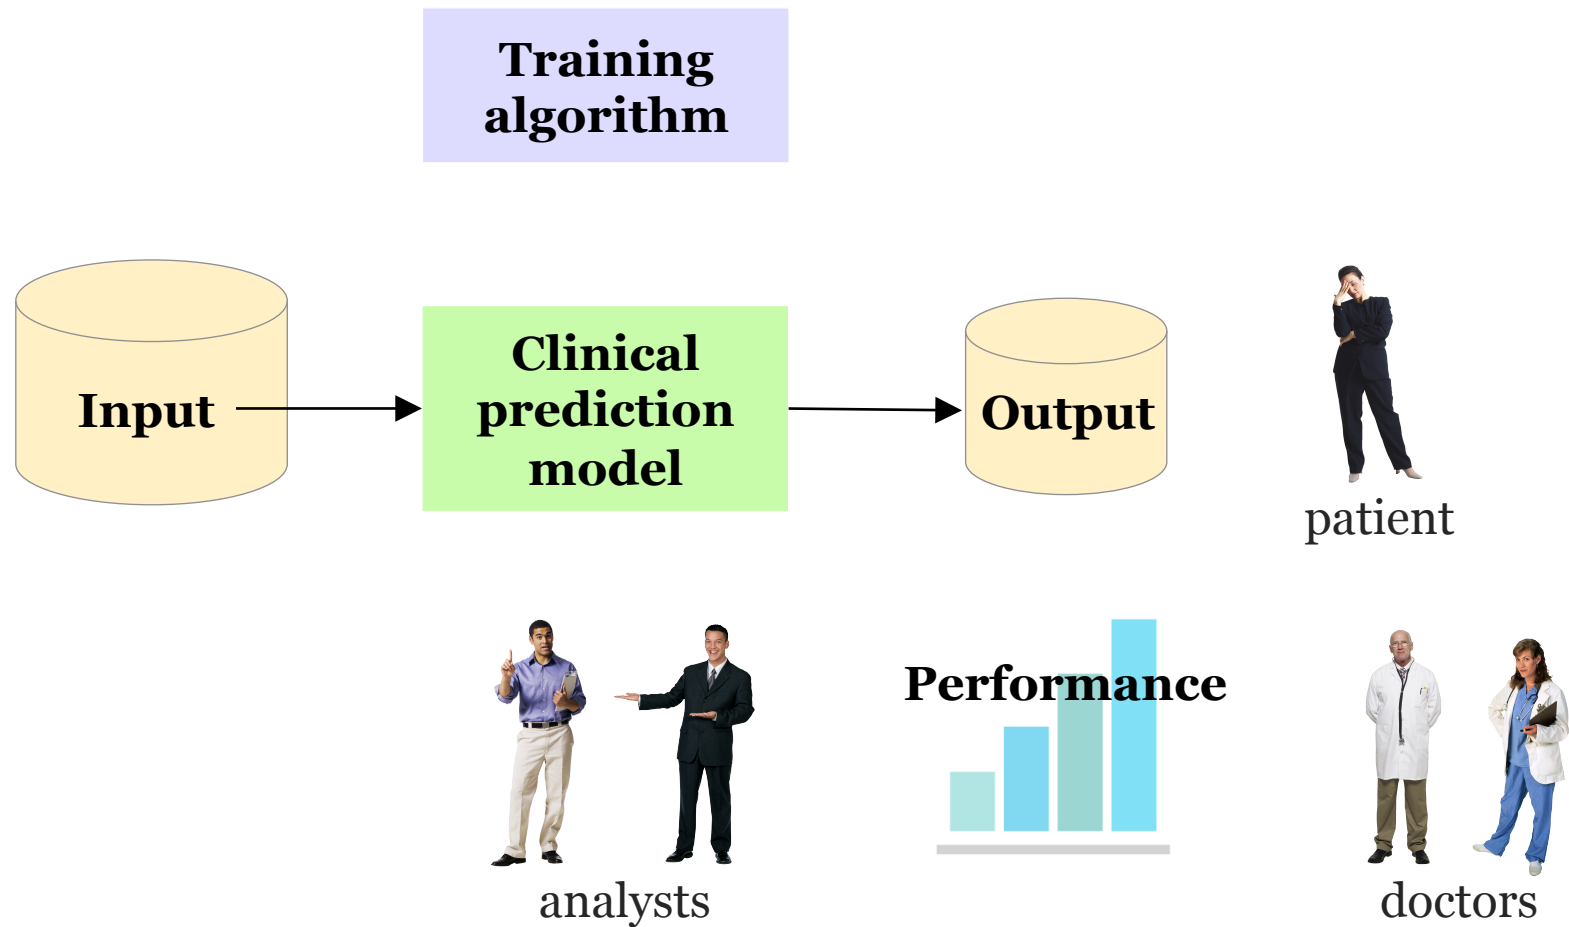 Training
algorithm
Input
Clinical
prediction
model
Output
patient
Performance
analysts
doctors